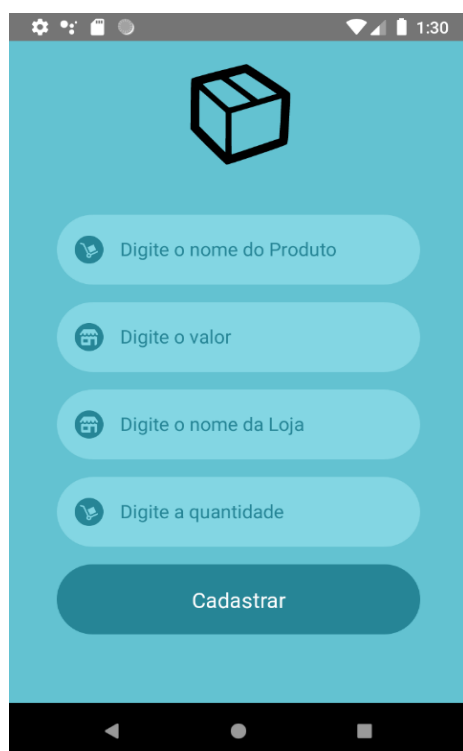 1:30
Digite o nome do Produto
Digite o valor
Digite o nome da Loja
Digite a quantidade
Cadastrar